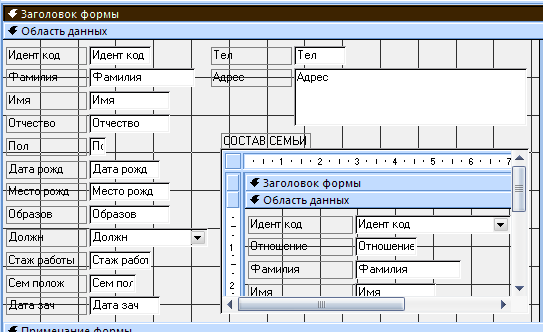 Заголовок формы
Область данных
Идент код Идент код Тел Тел
Фамилия Фамилия Адрес Адрес
Имя Имя
Отчество Отчество
Пол По
СОСТАВ СЕМЬИ
Дата рожд Дата рожд
Место рожд Место рожд
Образов Образов
Должн Должн
Стаж работы Стаж работ
Сем полож Сем пол
Дата зач Дата зач
1 2 3 4 5 6 7
Заголовок формы
Область данных
Идент код Идент код
1
Отношение Отношение
Фамилия Фамилия
2
Имя Имя
Примечание формы